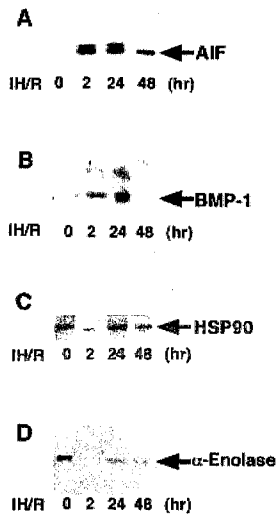 A
AIF
IH/R 0 2 24 48 (hr)
B
BMP-1
IH/R 0 2 24 48 (hr)
C
HSP90
IH/R 0 2 24 48 (hr)
D
α-Enolase
IH/R 0 2 24 48 (hr)